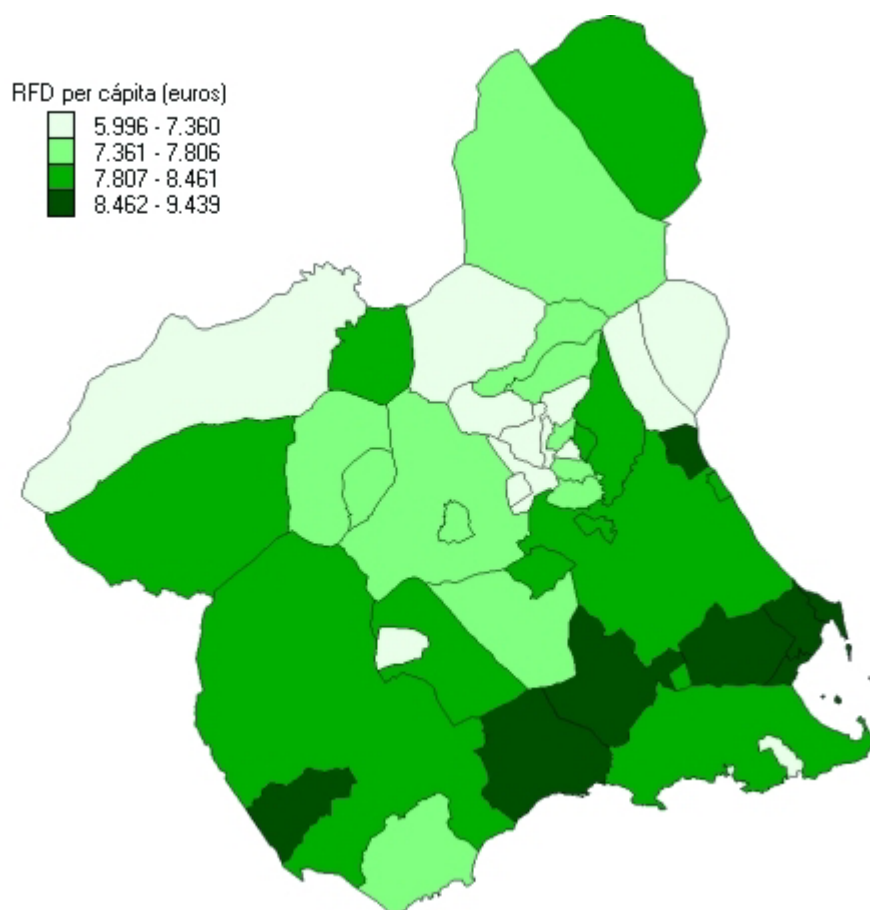 RFD per cápita (euros)
5.996 - 7.360
7.361 - 7.806
7.807 - 8.461
8.462 - 9.439